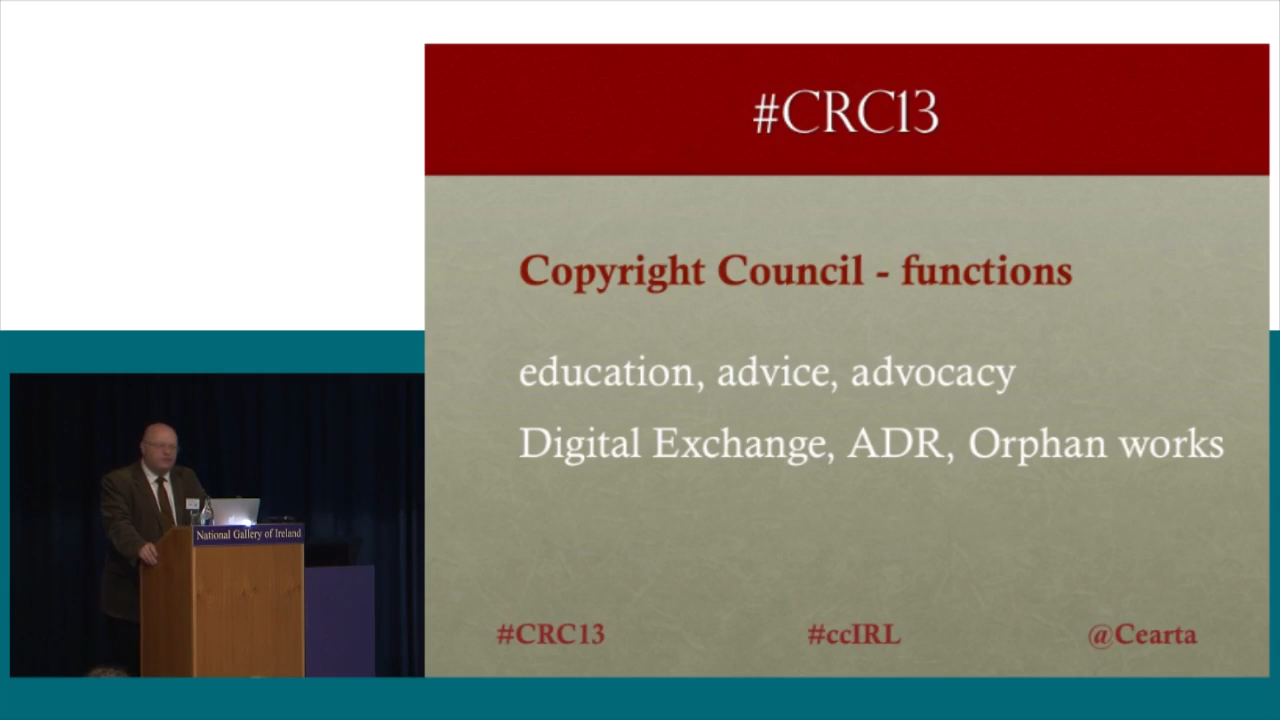 #CRC13
Copyright Council - functions
education, advice, advocacy
Digital Exchange, ADR, Orphan works
#CRC13 #ccIRL @Cearta
National Gallery of Ireland